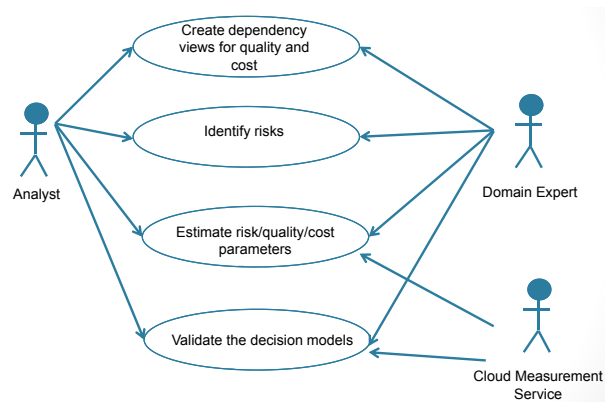 Create dependency
views for quality and
cost
Identify risks
Analyst
Domain Expert
Estimate risk/quality/cost
parameters
Validate the decision models
Cloud Measurement
Service